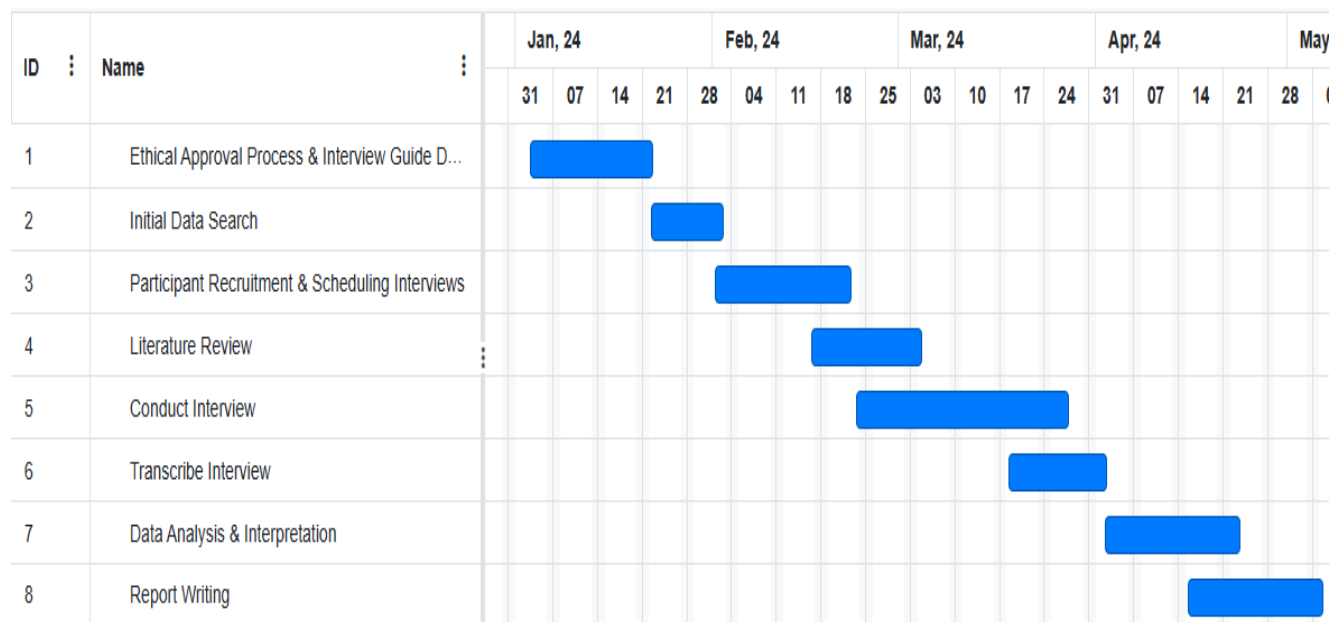 ID Name Jan, 24 Feb, 24 Mar, 24 Apr, 24 May
31 07 14 21 28 04 11 18 25 03 10 17 24 31 07 14 21 28
1 Ethical Approval Process & Interview Guide D...
2 Initial Data Search
3 Participant Recruitment & Scheduling Interviews
4 Literature Review
5 Conduct Interview
6 Transcribe Interview
7 Data Analysis & Interpretation
8 Report Writing